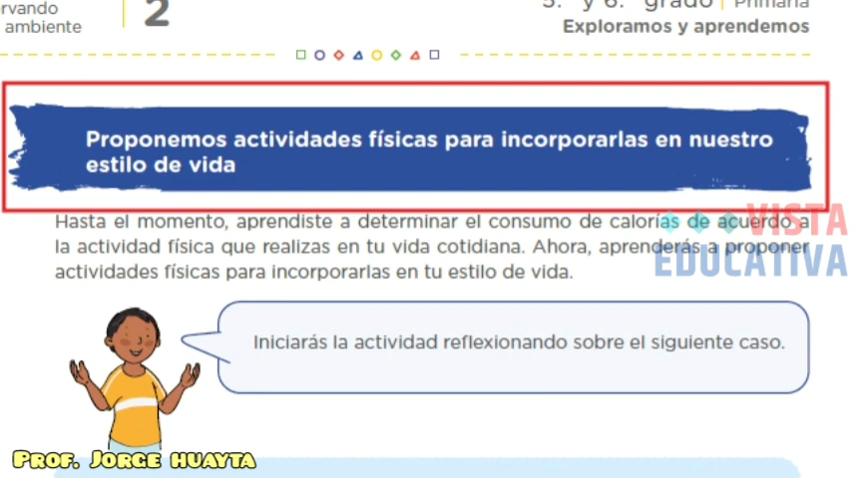 ambiente
2
5.° y 6.° grado | Primaria
Exploramos y aprendemos
Proponemos actividades físicas para incorporarlas en nuestro
estilo de vida
Hasta el momento, aprendiste a determinar el consumo de calorías de acuerdo a
la actividad física que realizas en tu vida cotidiana. Ahora, aprenderás a proponer
actividades físicas para incorporarlas en tu estilo de vida.
VISTA
EDUCATIVA
Iniciarás la actividad reflexionando sobre el siguiente caso.
Prof. Jorge huayta